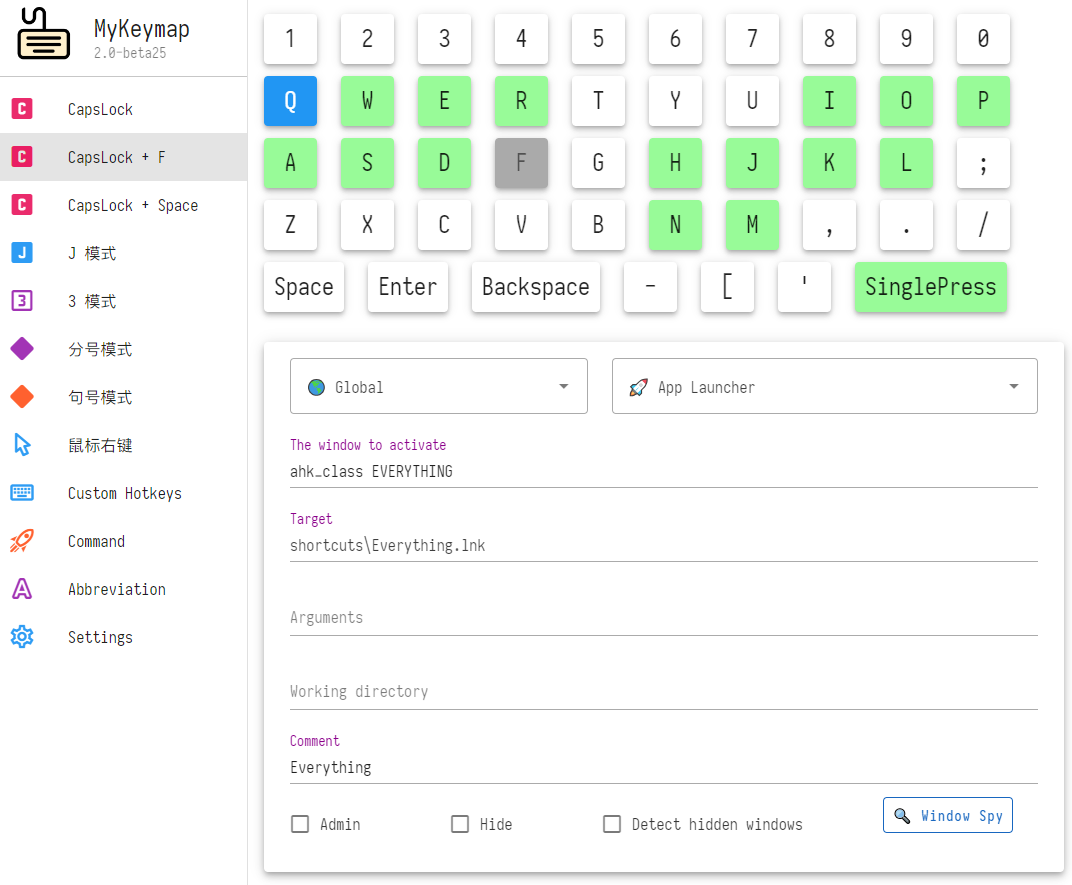 MyKeymap
2.0-beta25
C CapsLock
C CapsLock + F
C CapsLock + Space
J J 模式
3 3 模式
分号模式
句号模式
鼠标右键
Custom Hotkeys
Command
A Abbreviation
Settings
1 2 3 4 5 6 7 8 9 0
Q W E R T Y U I O P
A S D F G H J K L ;
Z X C V B N M , . /
Space Enter Backspace - [ ' SinglePress
Global App Launcher
The window to activate
ahk_class EVERYTHING
Target
shortcuts\Everything.lnk
Arguments
Working directory
Comment
Everything
Admin Hide Detect hidden windows Window Spy